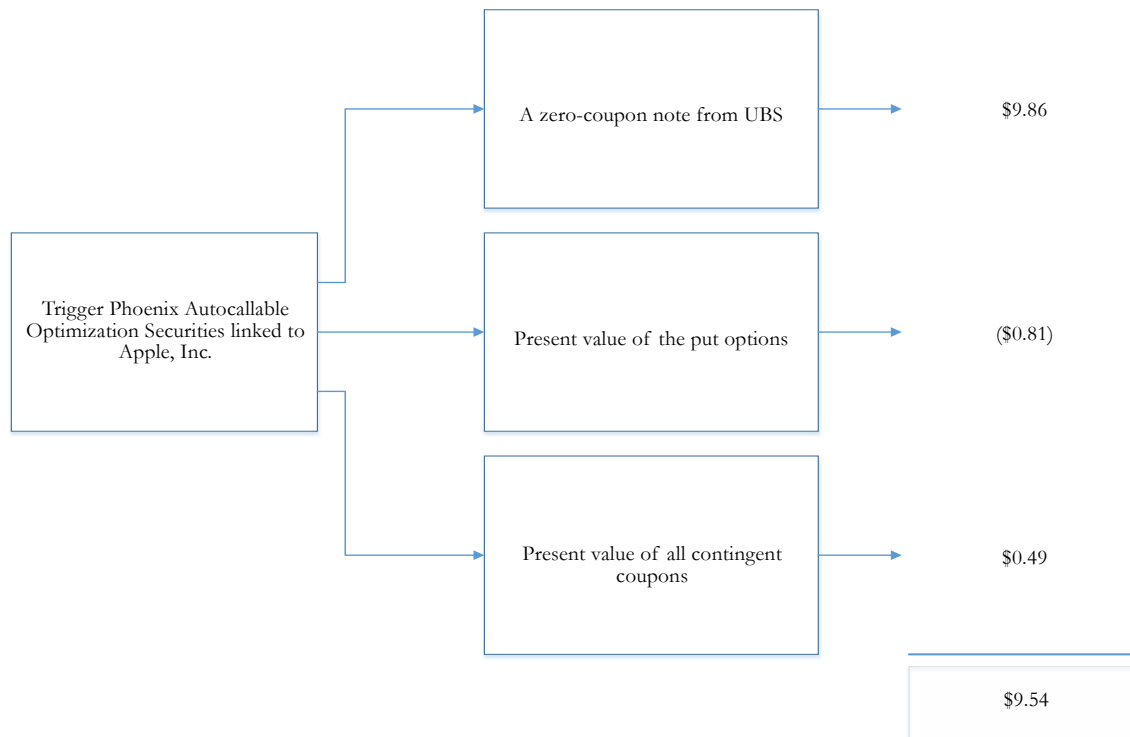 A zero-coupon note from UBS
$9.86
Trigger Phoenix Autocallable
Optimization Securities linked to
Apple, Inc.
Present value of the put options
($0.81)
Present value of all contingent
coupons
$0.49
$9.54